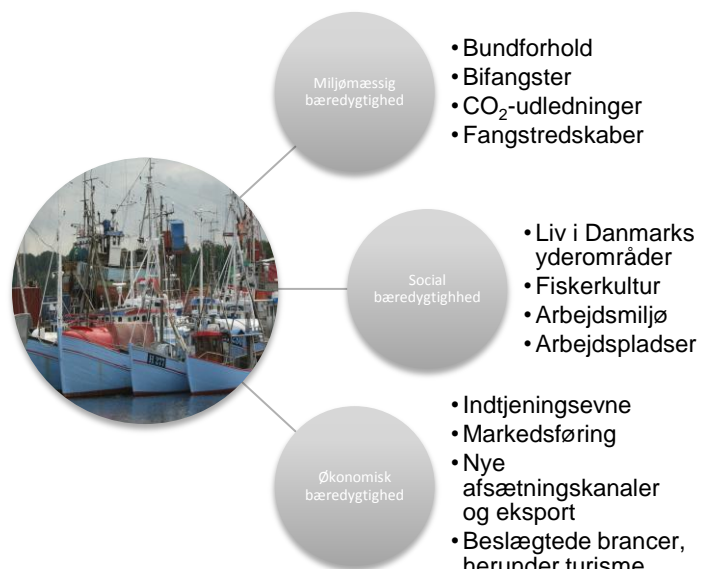 Miljømæssig
bæredygtighed
• Bundforhold
• Bifangster
• CO₂-udledninger
• Fangstredskaber
Social
bæredygtighhed
• Liv i Danmarks
yderområder
• Fiskerkultur
• Arbejdsmiljø
• Arbejdspladser
Økonomisk
bæredygtighed
• Indtjeningsevne
• Markedsføring
• Nye
afsætningskanaler
og eksport
• Beslægtede brancer,
herunder turisme